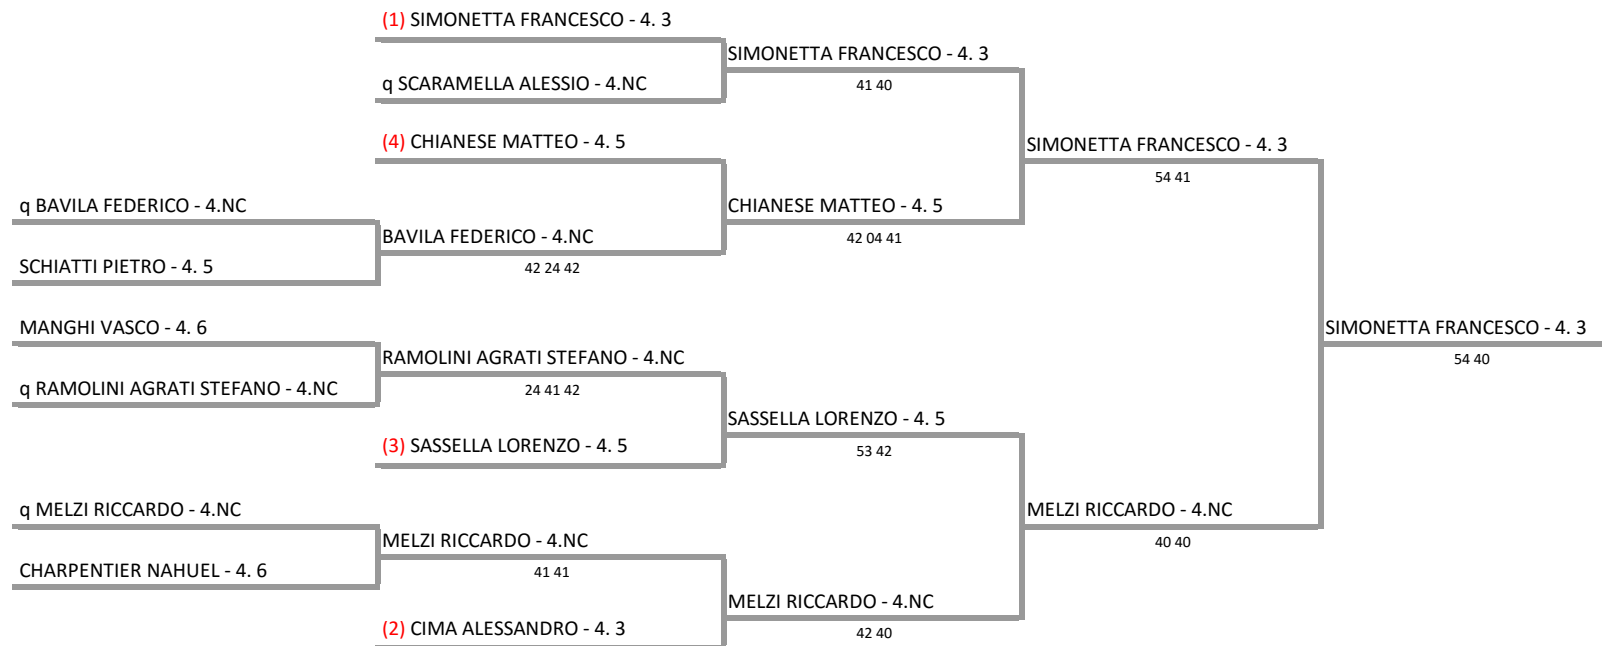 (1) SIMONETTA FRANCESCO - 4. 3
SIMONETTA FRANCESCO - 4. 3
q SCARAMELLA ALESSIO - 4.NC
41 40
(4) CHIANESE MATTEO - 4. 5
SIMONETTA FRANCESCO - 4. 3
54 41
q BAVILA FEDERICO - 4.NC
CHIANESE MATTEO - 4. 5
BAVILA FEDERICO - 4.NC
42 04 41
SCHIATTI PIETRO - 4. 5
42 24 42
MANGHI VASCO - 4. 6
SIMONETTA FRANCESCO - 4. 3
RAMOLINI AGRATI STEFANO - 4.NC
54 40
q RAMOLINI AGRATI STEFANO - 4.NC
24 41 42
SASSELLA LORENZO - 4. 5
(3) SASSELLA LORENZO - 4. 5
53 42
q MELZI RICCARDO - 4.NC
MELZI RICCARDO - 4.NC
MELZI RICCARDO - 4.NC
40 40
CHARPENTIER NAHUEL - 4. 6
41 41
MELZI RICCARDO - 4.NC
(2) CIMA ALESSANDRO - 4. 3
42 40